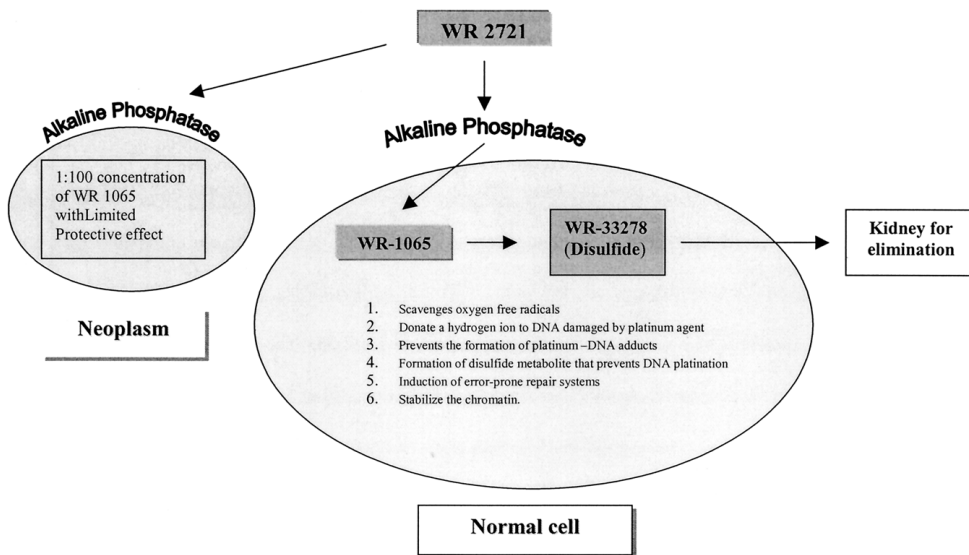 WR 2721
Alkaline Phosphatase
1:100 concentration
of WR 1065
withLimited
Protective effect
Neoplasm
Alkaline Phosphatase
WR-1065
WR-33278
(Disulfide)
Kidney for
elimination
1. Scavenges oxygen free radicals
2. Donate a hydrogen ion to DNA damaged by platinum agent
3. Prevents the formation of platinum –DNA adducts
4. Formation of disulfide metabolite that prevents DNA platination
5. Induction of error-prone repair systems
6. Stabilize the chromatin.
Normal cell